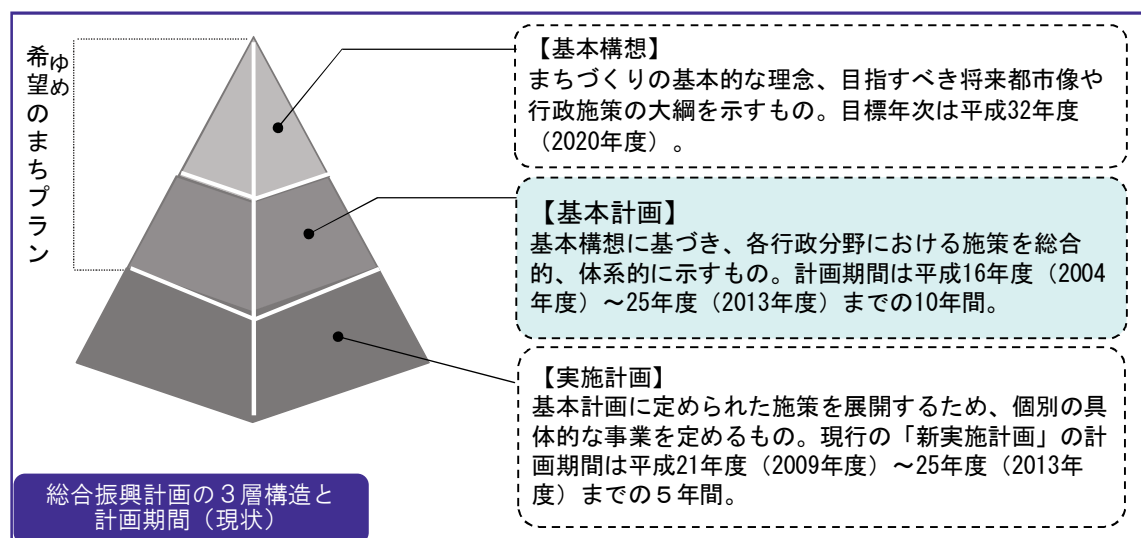 希望のまちプラン
ゆめ
【基本構想】
まちづくりの基本的な理念、目指すべき将来都市像や
行政施策の大綱を示すもの。目標年次は平成32年度
（2020年度）。
【基本計画】
基本構想に基づき、各行政分野における施策を総合
的、体系的に示すもの。計画期間は平成16年度（2004
年度）～25年度（2013年度）までの10年間。
【実施計画】
基本計画に定められた施策を展開するため、個別の具
体的な事業を定めるもの。現行の「新実施計画」の計
画期間は平成21年度（2009年度）～25年度（2013年
度）までの５年間。
総合振興計画の３層構造と
計画期間（現状）